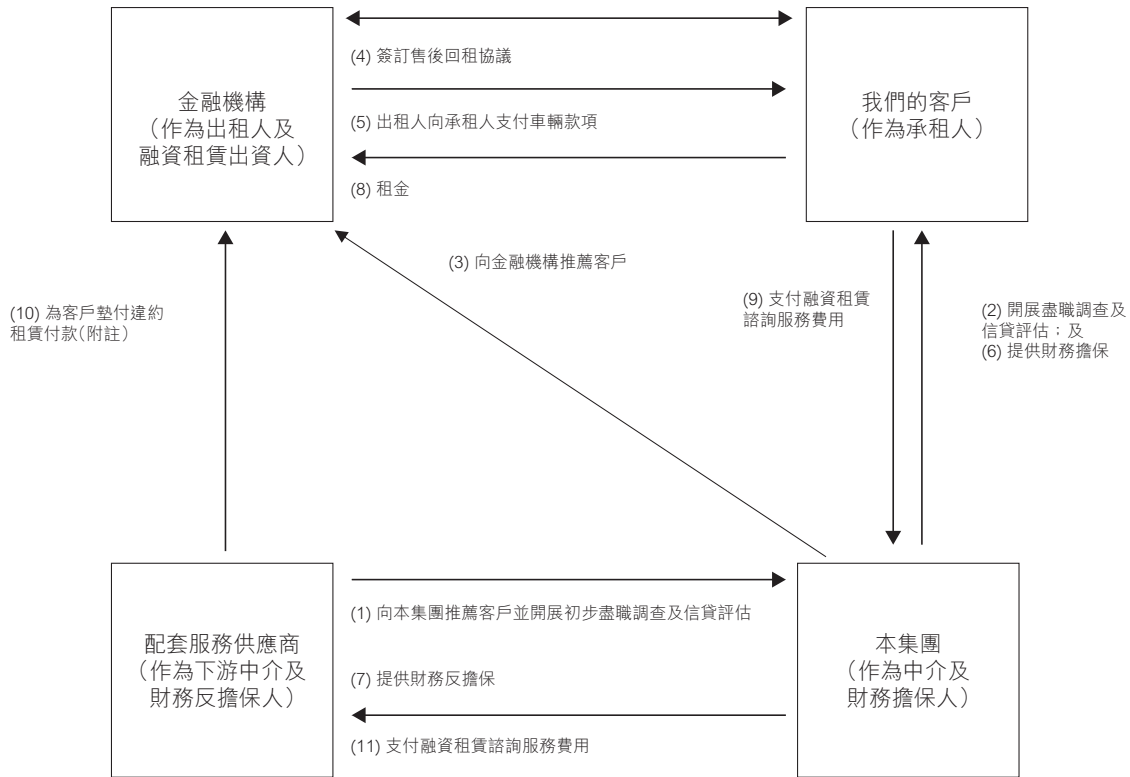 金融機構
（作為出租人及
融資租賃出資人）
(4) 簽訂售後回租協議
(5) 出租人向承租人支付車輛款項
(8) 租金
我們的客戶
（作為承租人）
(3) 向金融機構推薦客戶
(10) 為客戶墊付違約
租賃付款（附註）
(9) 支付融資租賃
諮詢服務費用
(2) 開展盡職調查及
信貸評估；及
(6) 提供財務擔保
配套服務供應商
（作為下游中介及
財務反擔保人）
(1) 向本集團推薦客戶並開展初步盡職調查及信貸評估
(7) 提供財務反擔保
(11) 支付融資租賃諮詢服務費用
本集團
（作為中介及
財務擔保人）